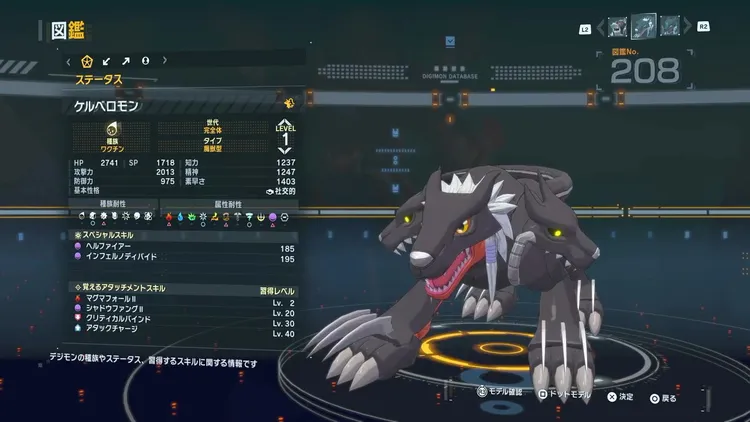 図鑑
L2
R2
図鑑No.
208
DIGIMON DATABASE
ステータス
ケルベロモン
種族
ワクチン
世代
完全体
タイプ
魔獣型
LEVEL
1
HP 2741 SP 1718 知力 1237
攻撃力 2013 精神 1247
防御力 975 素早さ 1403
基本性格 社交的
種族耐性 属性耐性
スペシャルスキル
ヘルファイアー 185
インフェルノディバイド 195
覚えるアタッチメントスキル 習得レベル
マグマフォールⅡ Lv. 2
シャドウファングⅡ Lv. 20
クリティカルバインド Lv. 30
アタックチャージ Lv. 40
デジモンの種族やステータス、習得するスキルに関する情報です
R3 モデル確認 ドットモデル 決定 戻る